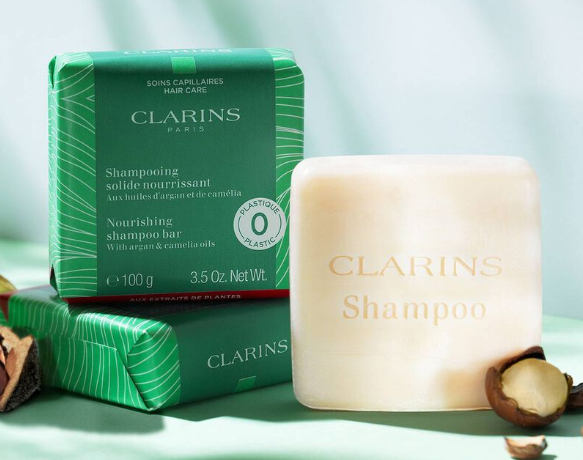 SOINS CAPILLAIRES
HAIR CARE
CLARINS
PARIS
Shampooing
solide nourrissant
Aux huiles d'argan et de camélia
Nourishing
shampoo bar
With argan & camelia oils
PLASTIQUE
0
PLASTIC
℮ 100 g 3.5 Oz. Net Wt.
AUX EXTRAITS DE PLANTES
CLARINS
CLARINS
Shampoo